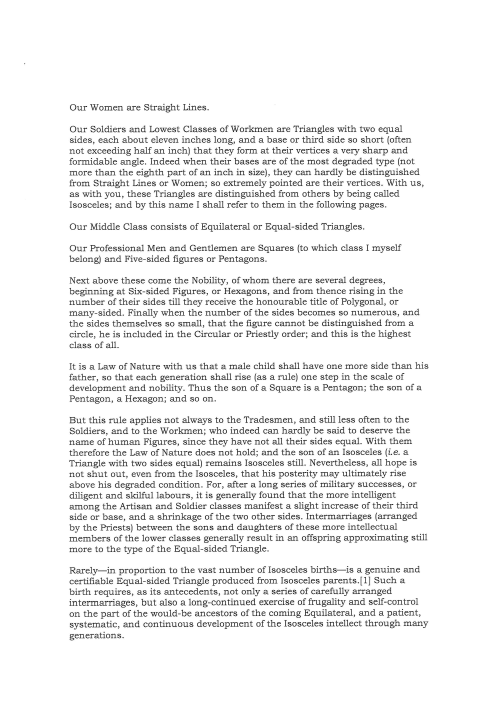 Our Women are Straight Lines.
Our Soldiers and Lowest Classes of Workmen are Triangles with two equal
sides, each about eleven inches long, and a base or third side so short (often
not exceeding half an inch) that they form at their vertices a very sharp and
formidable angle. Indeed when their bases are of the most degraded type (not
more than the eighth part of an inch in size), they can hardly be distinguished
from Straight Lines or Women; so extremely pointed are their vertices. With us,
as with you, these Triangles are distinguished from others by being called
Isosceles; and by this name I shall refer to them in the following pages.
Our Middle Class consists of Equilateral or Equal-sided Triangles.
Our Professional Men and Gentlemen are Squares (to which class I myself
belong) and Five-sided figures or Pentagons.
Next above these come the Nobility, of whom there are several degrees,
beginning at Six-sided Figures, or Hexagons, and from thence rising in the
number of their sides till they receive the honourable title of Polygonal, or
many-sided. Finally when the number of the sides becomes so numerous, and
the sides themselves so small, that the figure cannot be distinguished from a
circle, he is included in the Circular or Priestly order; and this is the highest
class of all.
It is a Law of Nature with us that a male child shall have one more side than his
father, so that each generation shall rise (as a rule) one step in the scale of
development and nobility. Thus the son of a Square is a Pentagon; the son of a
Pentagon, a Hexagon; and so on.
But this rule applies not always to the Tradesmen, and still less often to the
Soldiers, and to the Workmen; who indeed can hardly be said to deserve the
name of human Figures, since they have not all their sides equal. With them
therefore the Law of Nature does not hold; and the son of an Isosceles (i.e. a
Triangle with two sides equal) remains Isosceles still. Nevertheless, all hope is
not shut out, even from the Isosceles, that his posterity may ultimately rise
above his degraded condition. For, after a long series of military successes, or
diligent and skilful labours, it is generally found that the more intelligent
among the Artisan and Soldier classes manifest a slight increase of their third
side or base, and a shrinkage of the two other sides. Intermarriages (arranged
by the Priests) between the sons and daughters of these more intellectual
members of the lower classes generally result in an offspring approximating still
more to the type of the Equal-sided Triangle.
Rarely—in proportion to the vast number of Isosceles births—is a genuine and
certifiable Equal-sided Triangle produced from Isosceles parents.[1] Such a
birth requires, as its antecedents, not only a series of carefully arranged
intermarriages, but also a long-continued exercise of frugality and self-control
on the part of the would-be ancestors of the coming Equilateral, and a patient,
systematic, and continuous development of the Isosceles intellect through many
generations.